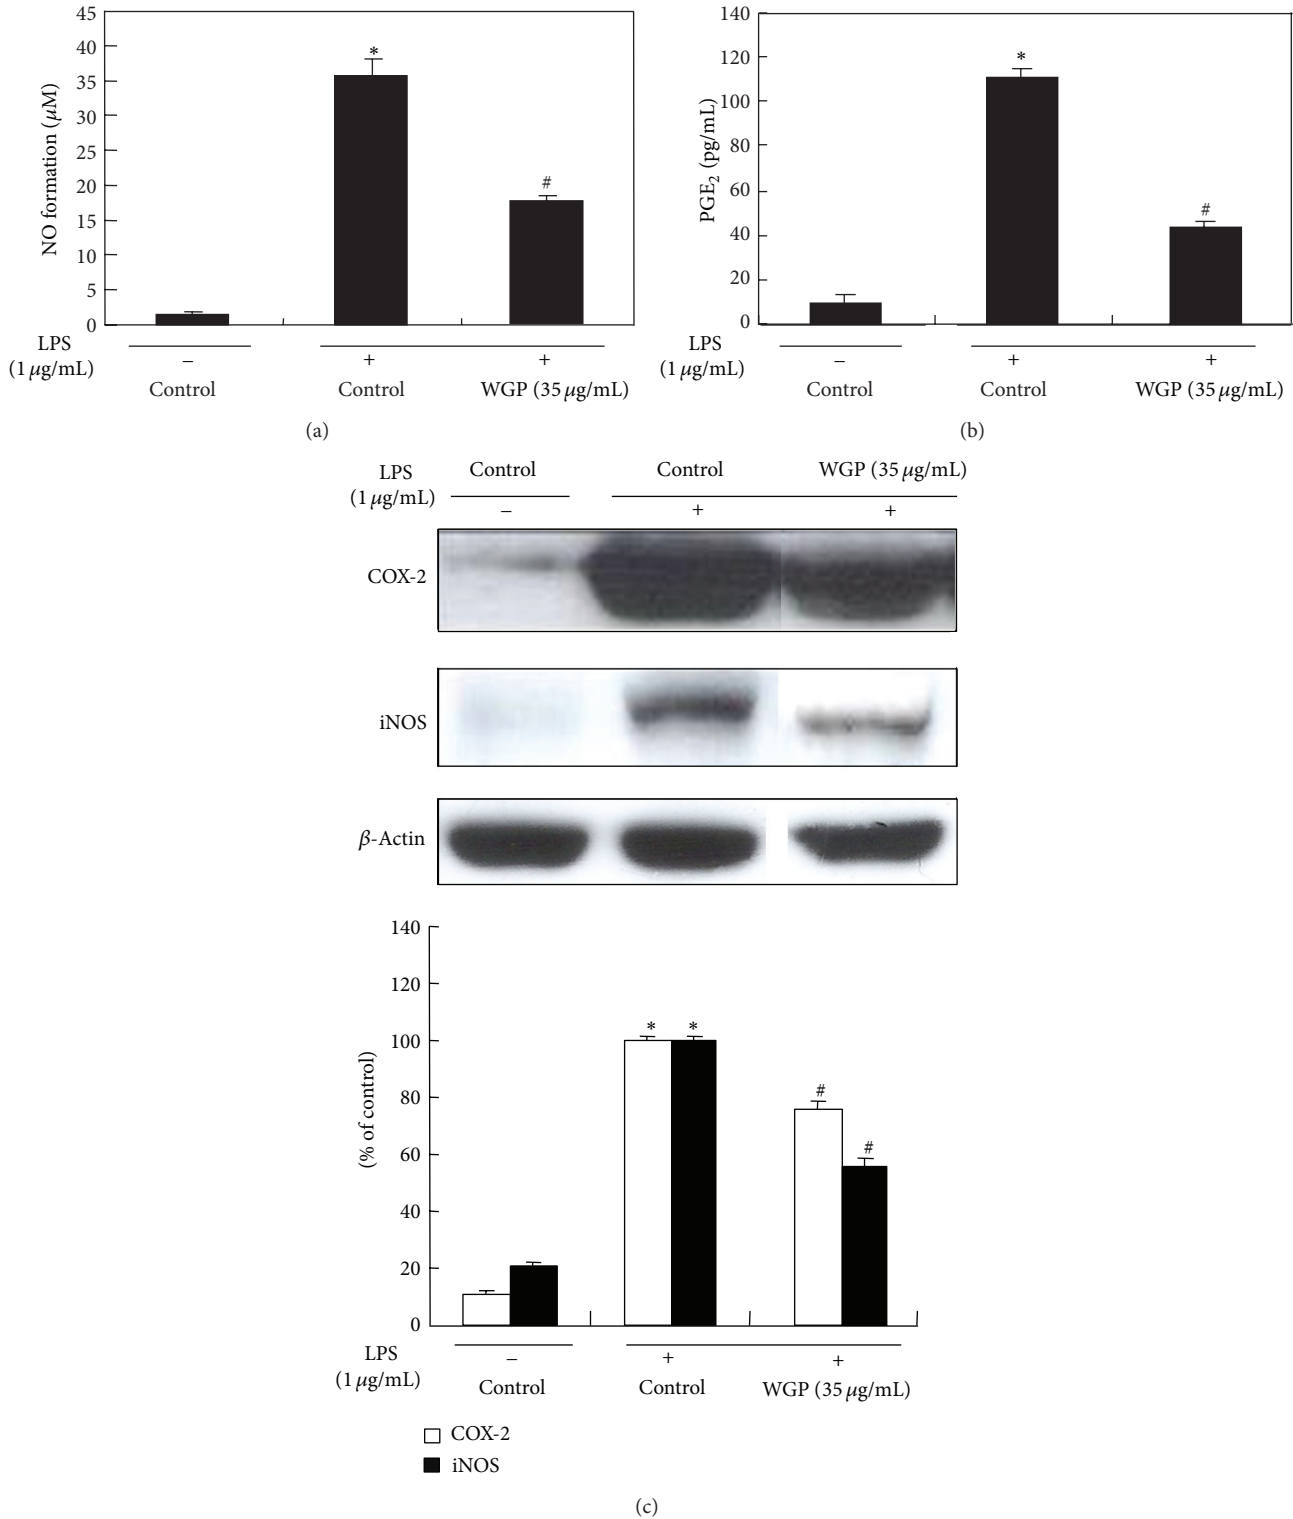 45
40
35
30
25
20
15
10
5
0
NO formation (μM)
*
#
LPS
(1 μg/mL)
−
+
+
Control
Control
WGP (35 μg/mL)
(a)
140
120
100
80
60
40
20
0
PGE2 (pg/mL)
*
#
LPS
(1 μg/mL)
−
+
+
Control
Control
WGP (35 μg/mL)
(b)
LPS
(1 μg/mL)
Control
Control
WGP (35 μg/mL)
−
+
+
COX-2
iNOS
β-Actin
140
120
100
80
60
40
20
0
(% of control)
*
*
#
#
LPS
(1 μg/mL)
−
+
+
Control
Control
WGP (35 μg/mL)
COX-2
iNOS
(c)